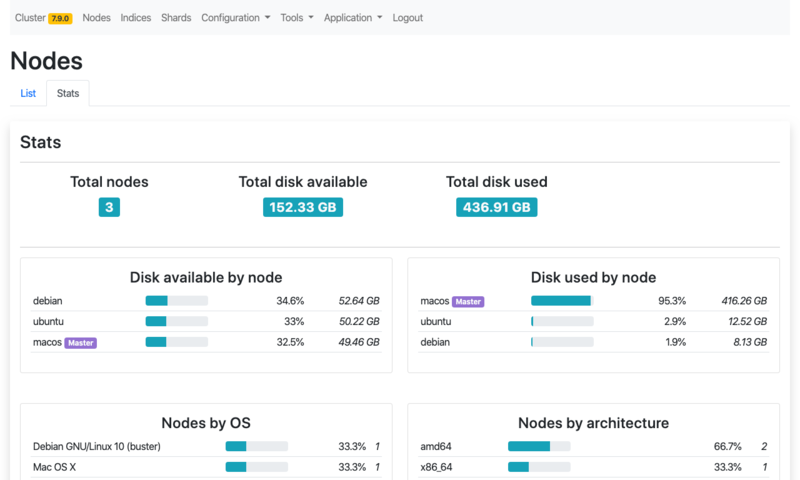 Cluster 7.9.0 Nodes Indices Shards Configuration Tools Application Logout
Nodes
List Stats
Stats
Total nodes Total disk available Total disk used
3 152.33 GB 436.91 GB
Disk available by node
debian 34.6% 52.64 GB
ubuntu 33% 50.22 GB
macos Master 32.5% 49.46 GB
Disk used by node
macos Master 95.3% 416.26 GB
ubuntu 2.9% 12.52 GB
debian 1.9% 8.13 GB
Nodes by OS
Debian GNU/Linux 10 (buster) 33.3% 1
Mac OS X 33.3% 1
Nodes by architecture
amd64 66.7% 2
x86_64 33.3% 1